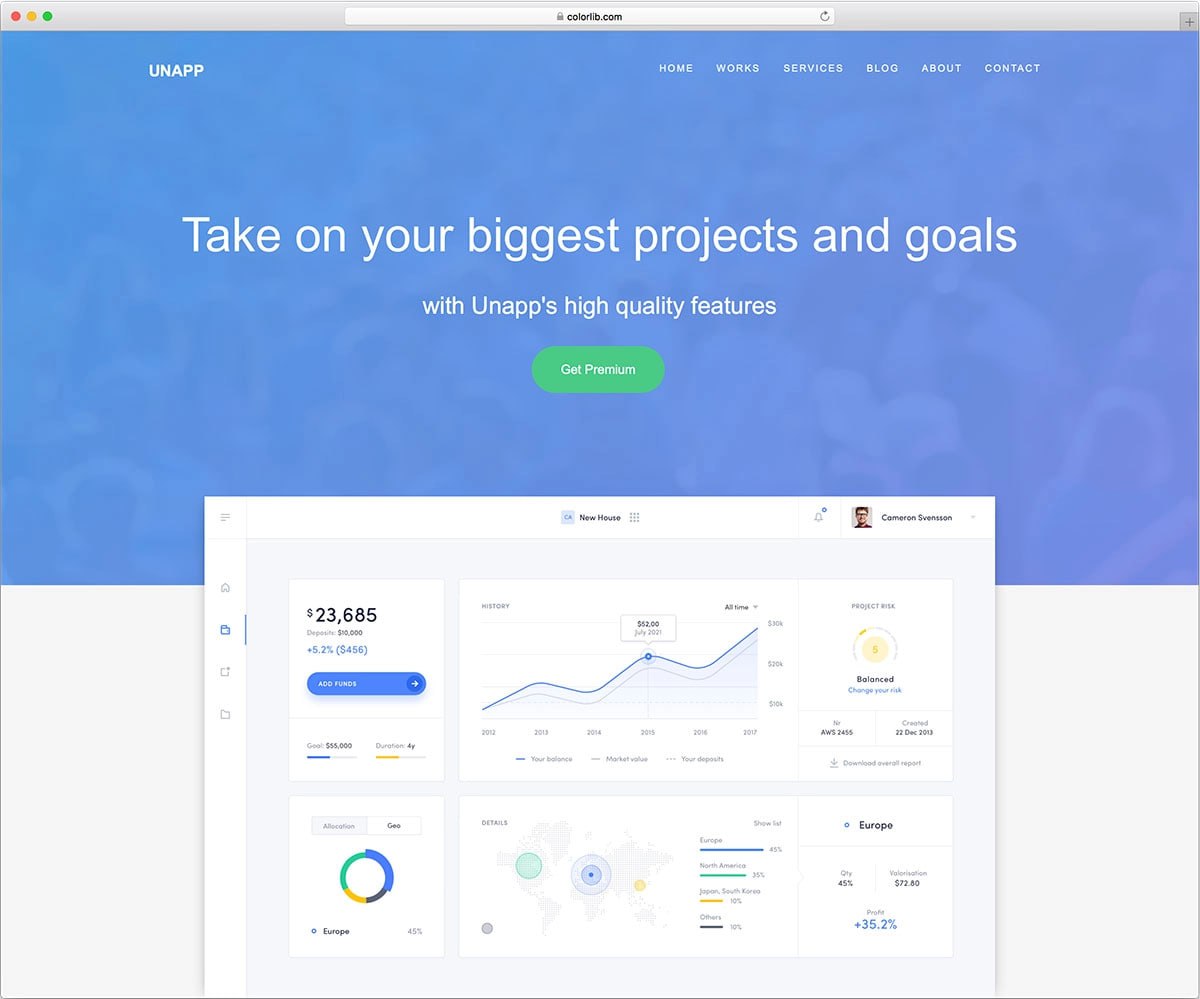 colorlib.com
UNAPP
HOME WORKS SERVICES BLOG ABOUT CONTACT
Take on your biggest projects and goals
with Unapp's high quality features
Get Premium
CA New House
Cameron Svensson
$23,685
Deposits: $10,000
+5.2% ($456)
ADD FUNDS
Goal: $55,000
Duration: 4y
HISTORY
All time
$52,00
July 2021
$30k
$20k
$10k
2012 2013 2014 2015 2016 2017
Your balance Market value Your deposits
PROJECT RISK
5
Balanced
Change your risk
Nr
AWS 2455
Created
22 Dec 2013
Download overall report
Allocation Geo
Europe 45%
DETAILS
Show list
Europe
45%
North America
35%
Japan, South Korea
10%
Others
10%
Europe
Qty
45%
Valorisation
$72.80
Profit
+35.2%